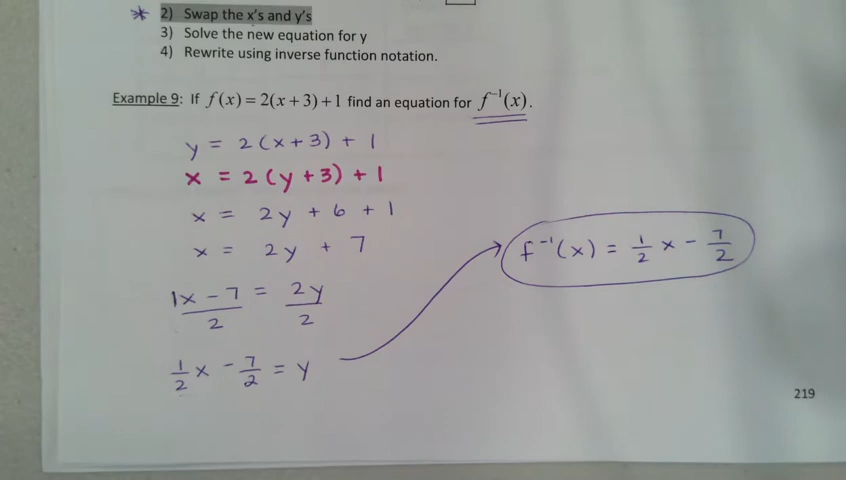 * 2) Swap the x's and y's
3) Solve the new equation for y
4) Rewrite using inverse function notation.
Example 9: If f(x) = 2(x+3)+1 find an equation for f⁻¹(x).
y = 2(x+3) + 1
x = 2(y+3) + 1
x = 2y + 6 + 1
x = 2y + 7
1x - 7 / 2 = 2y / 2
1/2 x - 7/2 = y
f⁻¹(x) = 1/2 x - 7/2
219